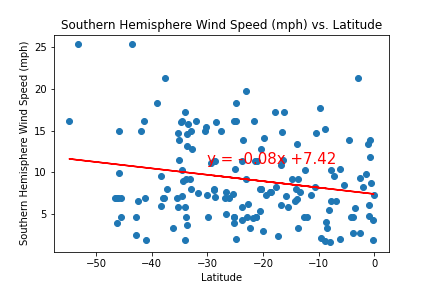 Southern Hemisphere Wind Speed (mph) vs. Latitude
Southern Hemisphere Wind Speed (mph)
25
20
15
10
5
y = -0.08x +7.42
−50 −40 −30 −20 −10 0
Latitude